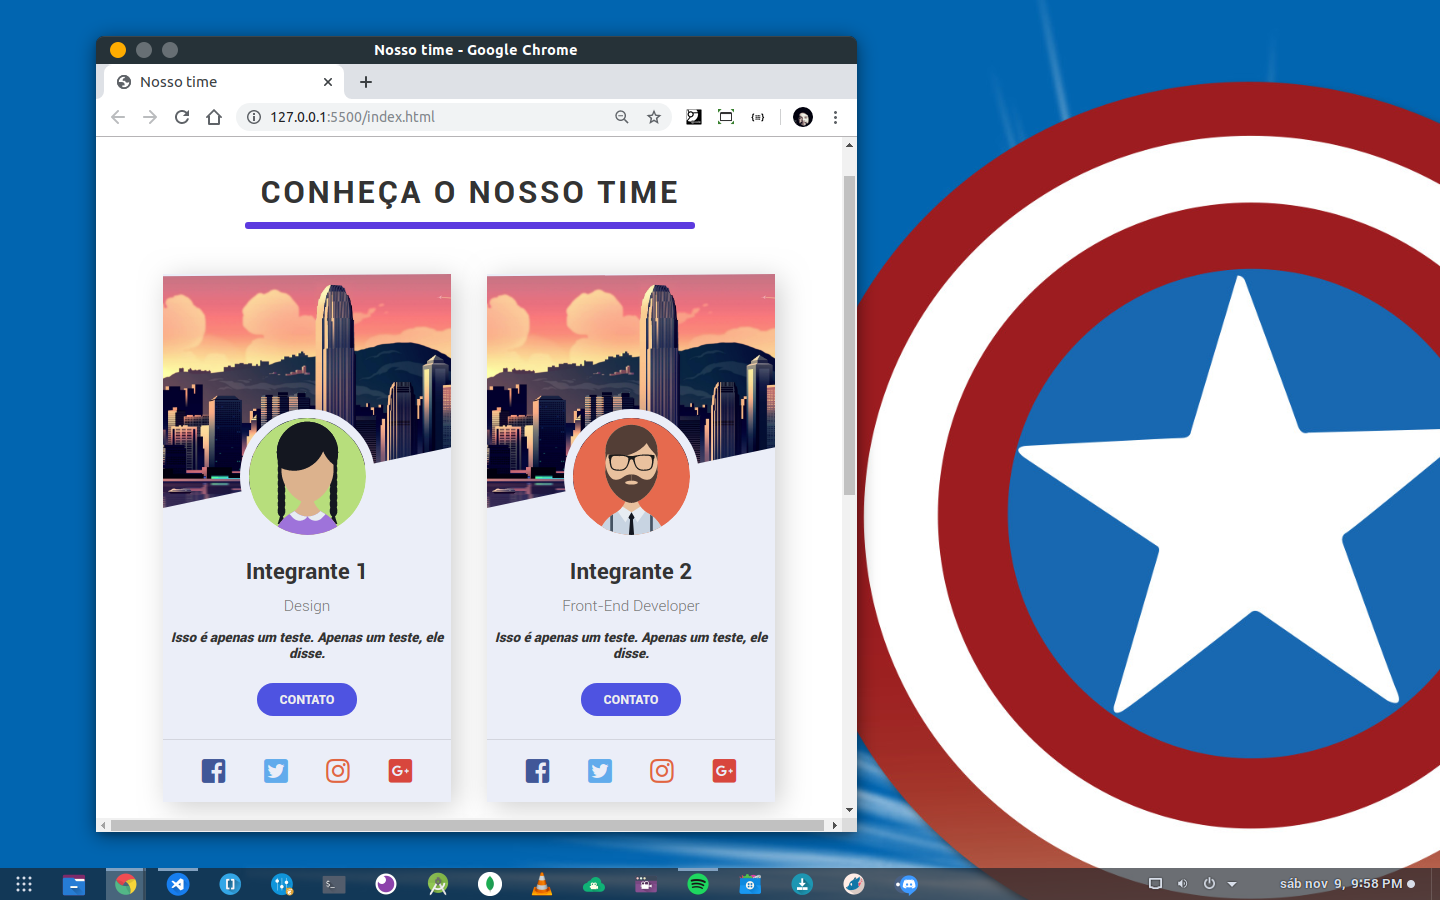 Nosso time - Google Chrome
Nosso time
127.0.0.1:5500/index.html
CONHEÇA O NOSSO TIME
Integrante 1
Design
Isso é apenas um teste. Apenas um teste, ele
disse.
CONTATO
G+
Integrante 2
Front-End Developer
Isso é apenas um teste. Apenas um teste, ele
disse.
CONTATO
G+
sáb nov 9, 9:58 PM